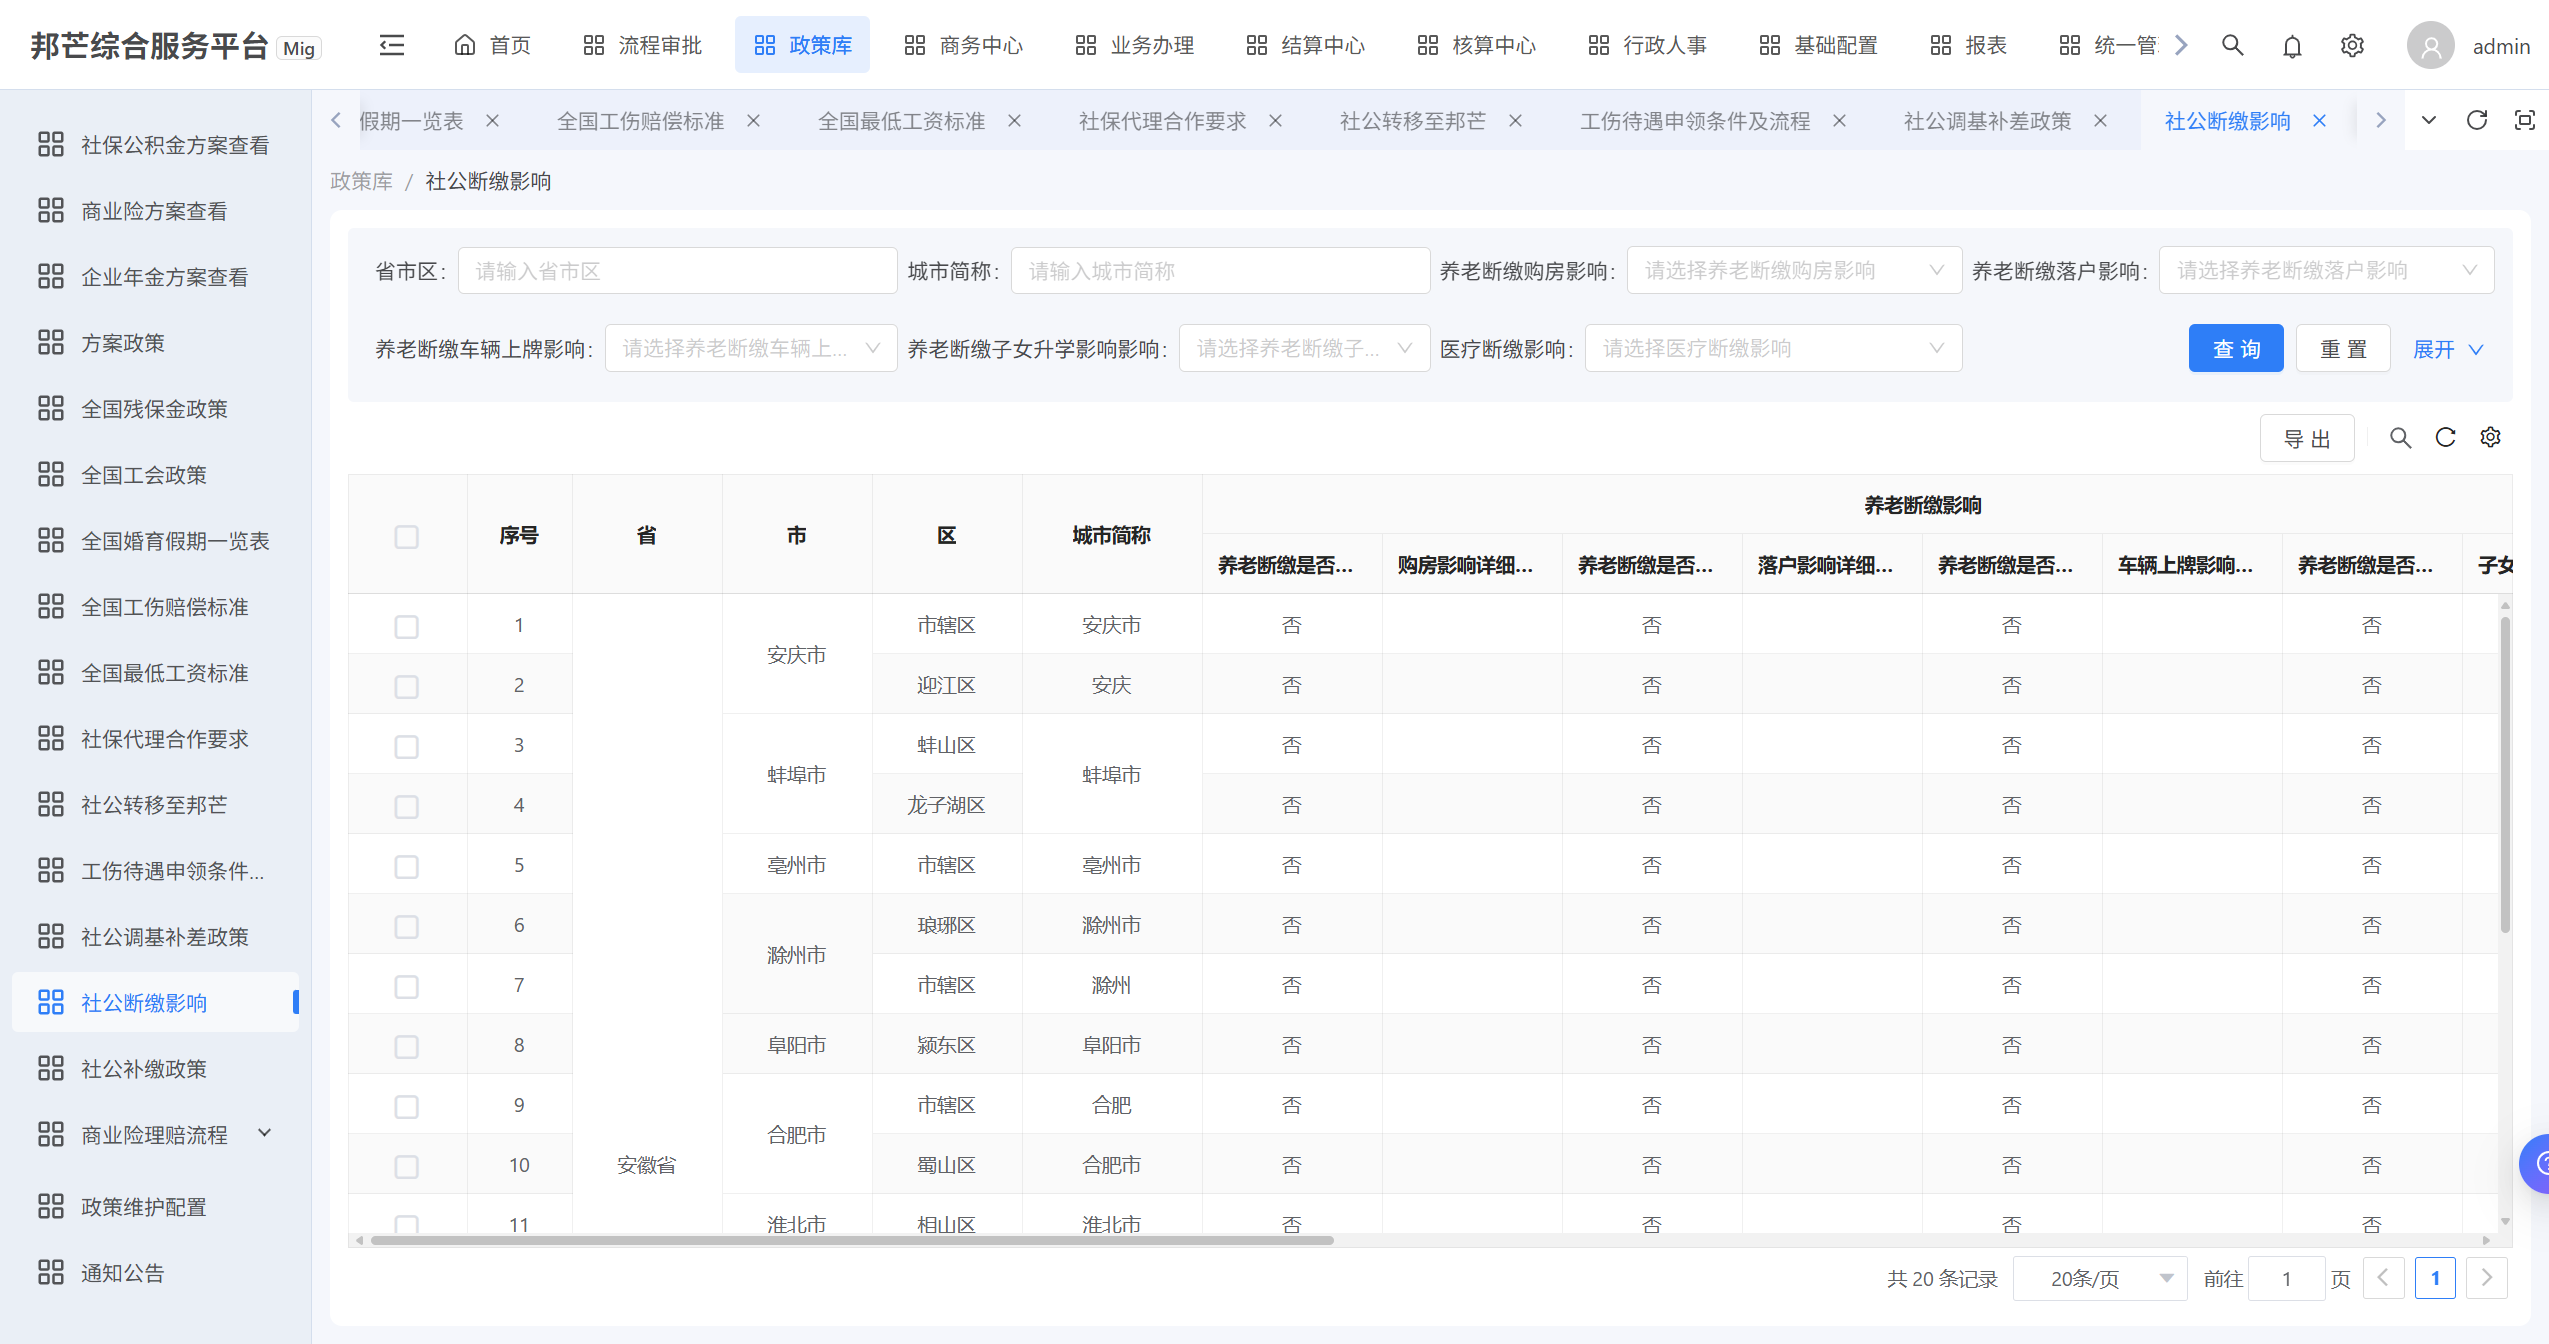 邦芒综合服务平台 Mig 首页 流程审批 政策库 商务中心 业务办理 结算中心 核算中心 行政人事 基础配置 报表 统一管 admin
假期一览表 全国工伤赔偿标准 全国最低工资标准 社保代理合作要求 社公转移至邦芒 工伤待遇申领条件及流程 社公调基补差政策 社公断缴影响
政策库 / 社公断缴影响
社保公积金方案查看
商业险方案查看
企业年金方案查看
方案政策
全国残保金政策
全国工会政策
全国婚育假期一览表
全国工伤赔偿标准
全国最低工资标准
社保代理合作要求
社公转移至邦芒
工伤待遇申领条件...
社公调基补差政策
社公断缴影响
社公补缴政策
商业险理赔流程
政策维护配置
通知公告
省市区: 请输入省市区 城市简称: 请输入城市简称 养老断缴购房影响: 请选择养老断缴购房影响 养老断缴落户影响: 请选择养老断缴落户影响
养老断缴车辆上牌影响: 请选择养老断缴车辆上... 养老断缴子女升学影响影响: 请选择养老断缴子... 医疗断缴影响: 请选择医疗断缴影响 查询 重置 展开
导出
序号 省 市 区 城市简称 养老断缴影响
养老断缴是否... 购房影响详细... 养老断缴是否... 落户影响详细... 养老断缴是否... 车辆上牌影响... 养老断缴是否... 子女
1 安庆市 市辖区 安庆市 否 否 否 否
2 迎江区 安庆 否 否 否 否
3 蚌埠市 蚌山区 蚌埠市 否 否 否 否
4 龙子湖区 否 否 否 否
5 亳州市 市辖区 亳州市 否 否 否 否
6 滁州市 琅琊区 滁州市 否 否 否 否
7 市辖区 滁州 否 否 否 否
8 阜阳市 颍东区 阜阳市 否 否 否 否
9 合肥市 市辖区 合肥 否 否 否 否
10 安徽省 蜀山区 合肥市 否 否 否 否
11 淮北市 相山区 淮北市 否 否 否 否
共 20 条记录 20条/页 前往 1 页 1